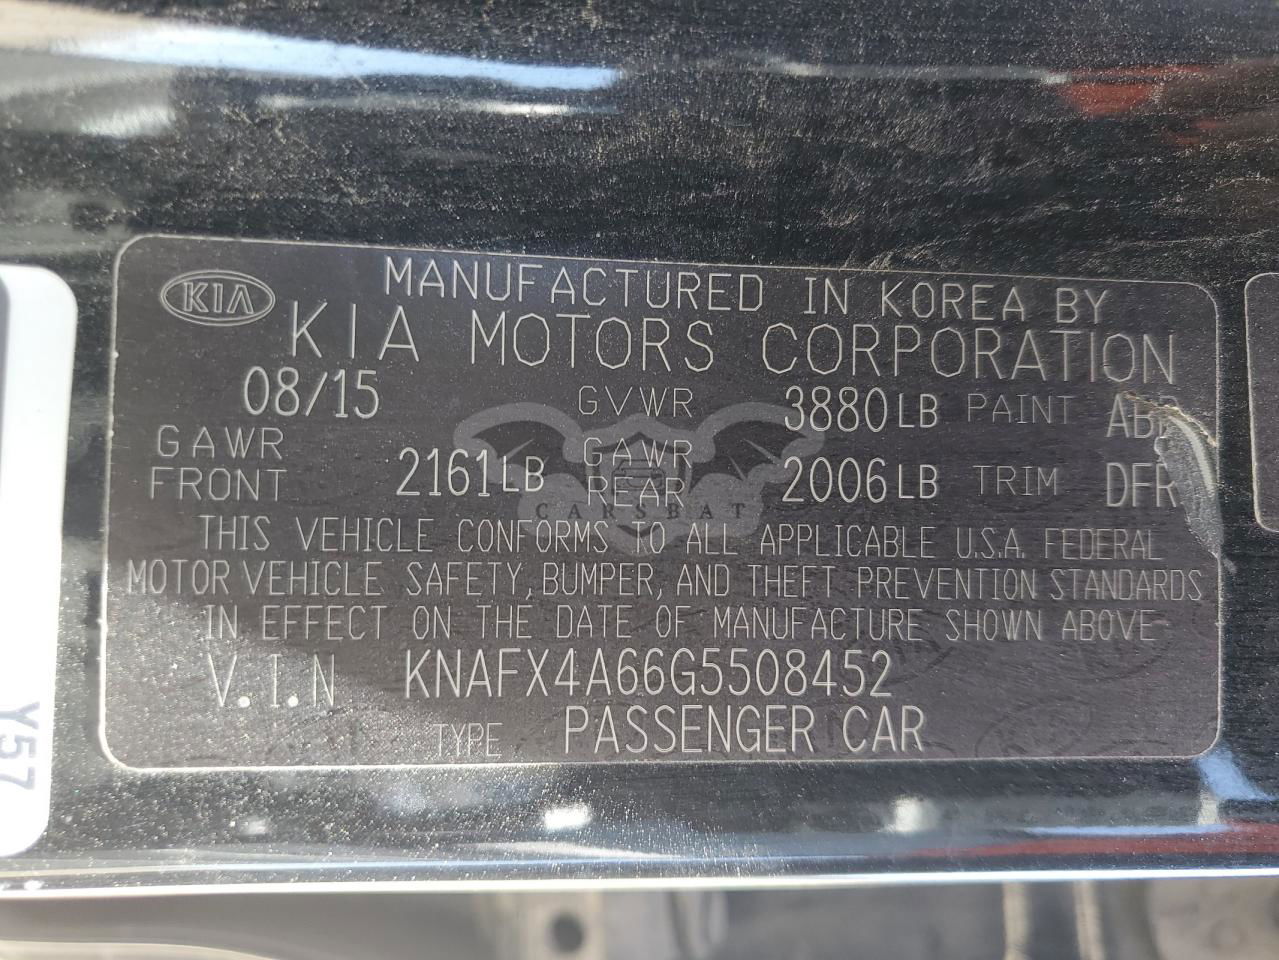 KIA
MANUFACTURED IN KOREA BY
KIA MOTORS CORPORATION
08/15 GVWR 3880LB PAINT
GAWR FRONT 2161LB GAWR REAR 2006LB TRIM DFR
THIS VEHICLE CONFORMS TO ALL APPLICABLE U.S.A. FEDERAL
MOTOR VEHICLE SAFETY, BUMPER, AND THEFT PREVENTION STANDARDS
IN EFFECT ON THE DATE OF MANUFACTURE SHOWN ABOVE
V.I.N KNAFX4A66G5508452
TYPE PASSENGER CAR
CARSBAT
Y57